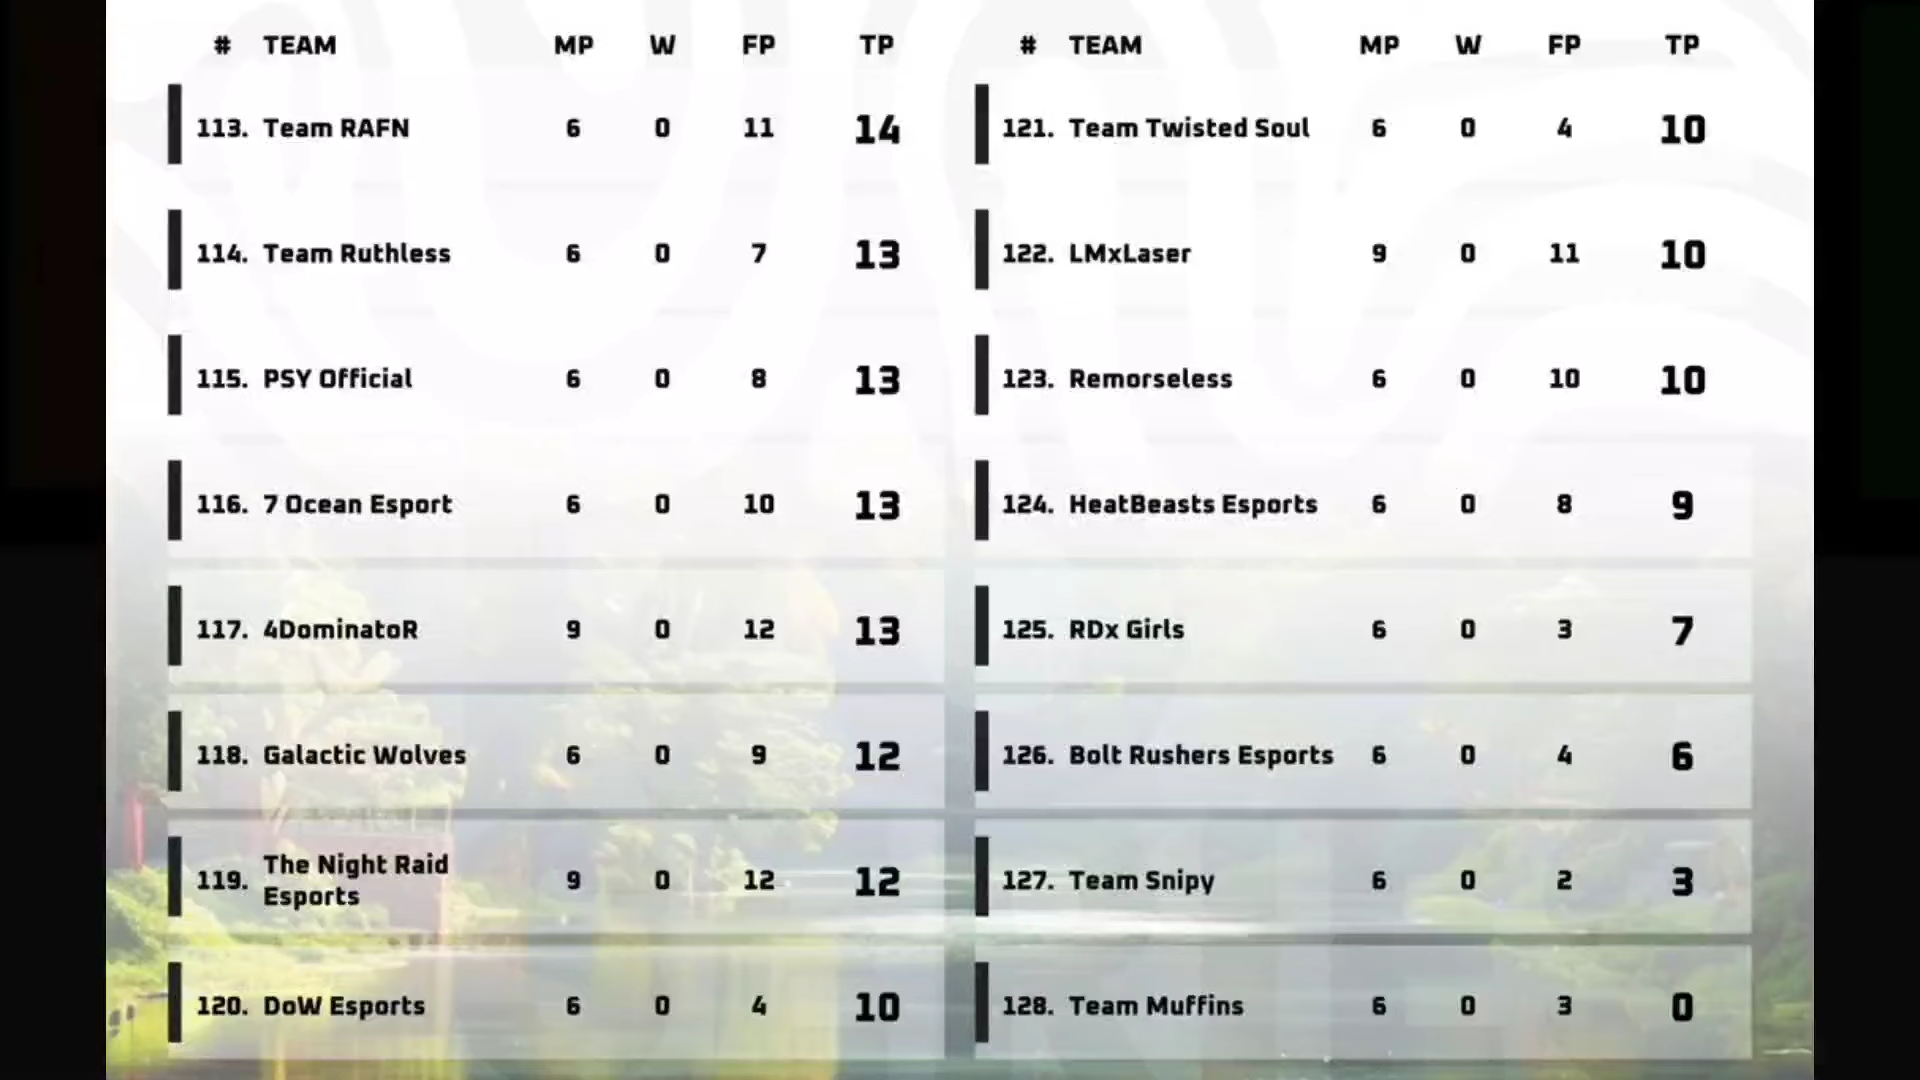 # TEAM MP W FP TP
113. Team RAFN 6 0 11 14
114. Team Ruthless 6 0 7 13
115. PSY Official 6 0 8 13
116. 7 Ocean Esport 6 0 10 13
117. 4DominatoR 9 0 12 13
118. Galactic Wolves 6 0 9 12
119. The Night Raid
Esports 9 0 12 12
120. DoW Esports 6 0 4 10
# TEAM MP W FP TP
121. Team Twisted Soul 6 0 4 10
122. LMxLaser 9 0 11 10
123. Remorseless 6 0 10 10
124. HeatBeasts Esports 6 0 8 9
125. RDx Girls 6 0 3 7
126. Bolt Rushers Esports 6 0 4 6
127. Team Snipy 6 0 2 3
128. Team Muffins 6 0 3 0